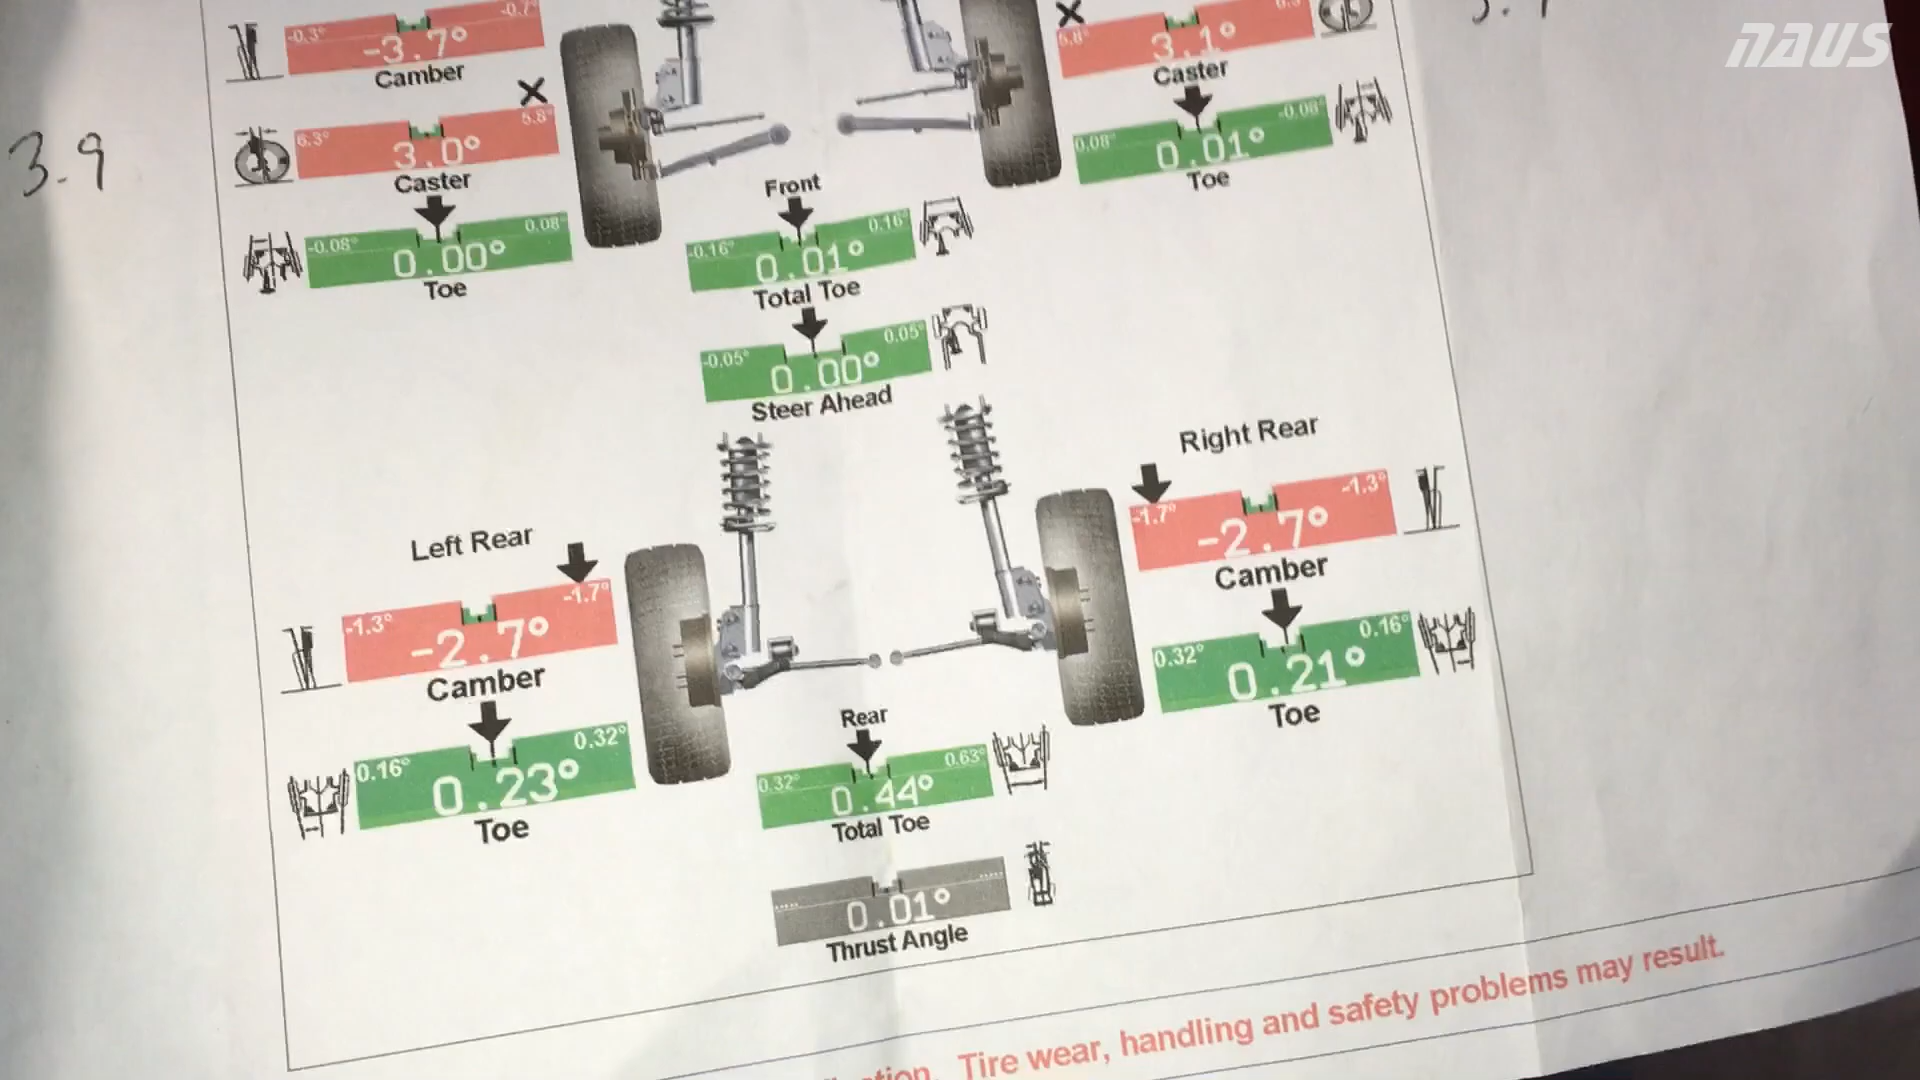 NAUS
-0.3° -0.7°
-3.7°
Camber
5.8°
3.1°
Caster
3.9
6.3° 5.8°
3.0°
Caster
0.08° -0.08°
0.01°
Toe
-0.08° 0.08°
0.00°
Toe
Front
-0.16° 0.16°
0.01°
Total Toe
-0.05° 0.05°
0.00°
Steer Ahead
Left Rear
-1.3° -1.7°
-2.7°
Camber
0.16° 0.32°
0.23°
Toe
Right Rear
-1.7° -1.3°
-2.7°
Camber
0.32° 0.16°
0.21°
Toe
Rear
0.32° 0.63°
0.44°
Total Toe
0.01°
Thrust Angle
Tire wear, handling and safety problems may result.